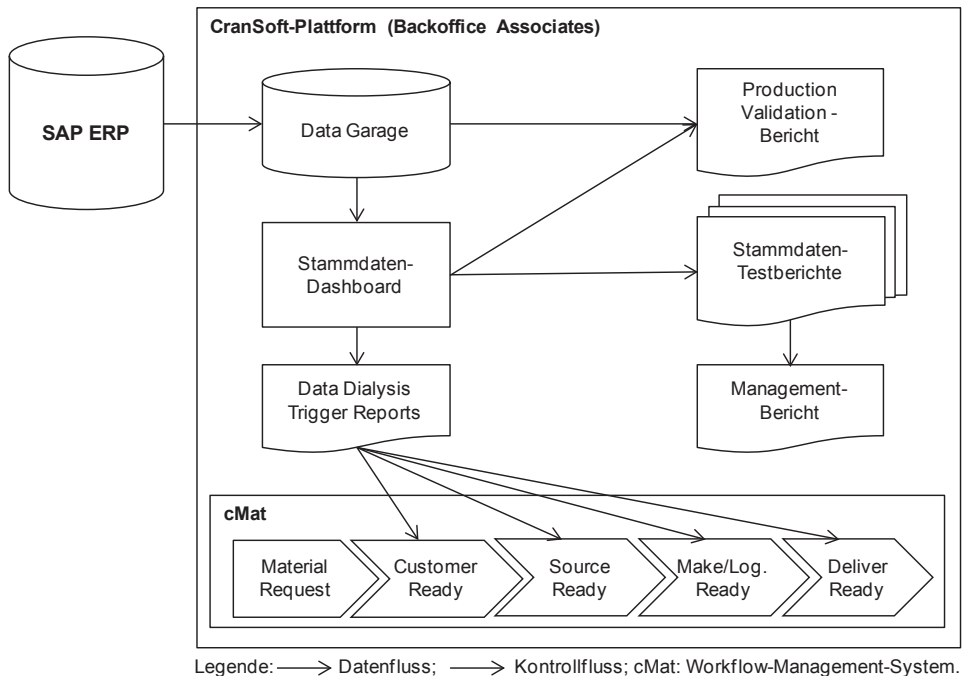 CranSoft-Plattform (Backoffice Associates)
SAP ERP
Data Garage
Production
Validation -
Bericht
Stammdaten-
Dashboard
Stammdaten-
Testberichte
Data Dialysis
Trigger Reports
Management-
Bericht
cMat
Material
Request
Customer
Ready
Source
Ready
Make/Log.
Ready
Deliver
Ready
Legende: Datenfluss; Kontrollfluss; cMat: Workflow-Management-System.